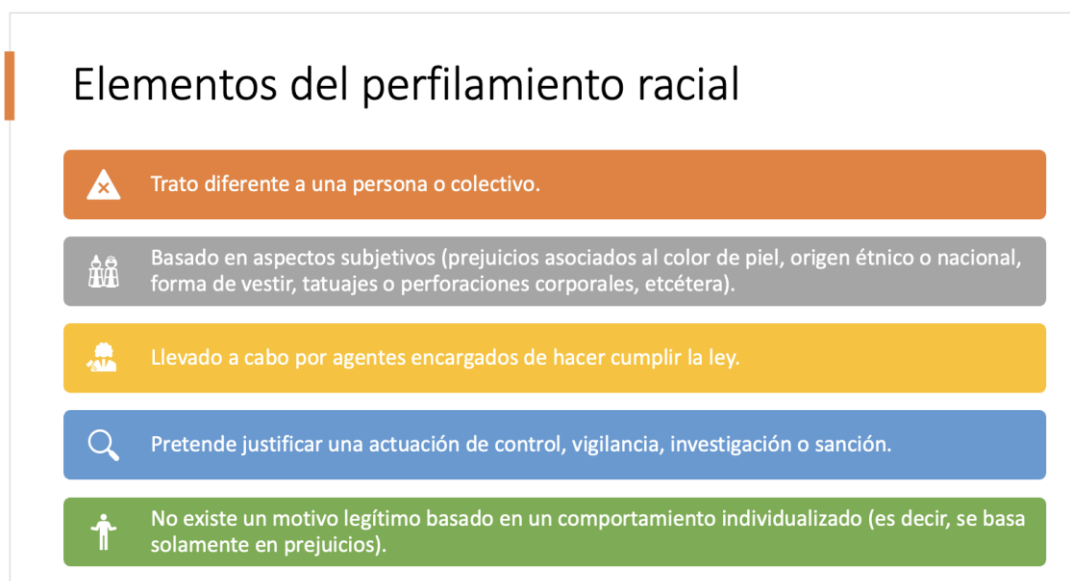 Elementos del perfilamiento racial
Trato diferente a una persona o colectivo.
Basado en aspectos subjetivos (prejuicios asociados al color de piel, origen étnico o nacional,
forma de vestir, tatuajes o perforaciones corporales, etcétera).
Llevado a cabo por agentes encargados de hacer cumplir la ley.
Pretende justificar una actuación de control, vigilancia, investigación o sanción.
No existe un motivo legítimo basado en un comportamiento individualizado (es decir, se basa
solamente en prejuicios).